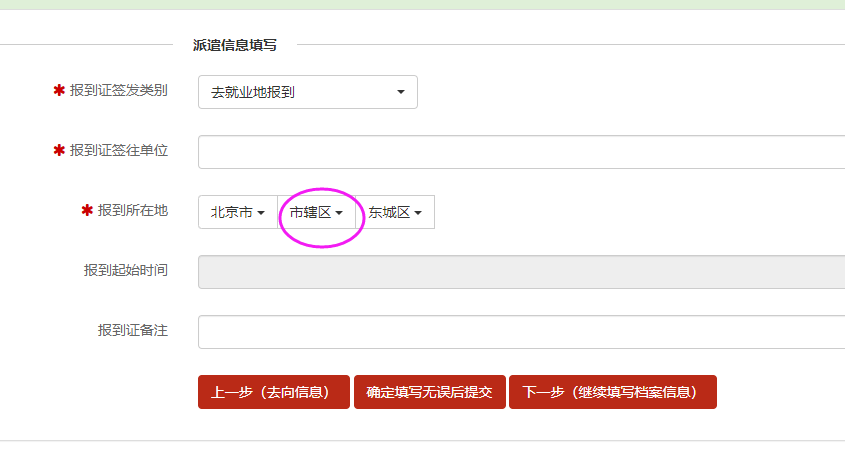 派遣信息填写
✱ 报到证签发类别 去就业地报到
✱ 报到证签往单位
✱ 报到所在地 北京市 市辖区 东城区
报到起始时间
报到证备注
上一步（去向信息） 确定填写无误后提交 下一步（继续填写档案信息）